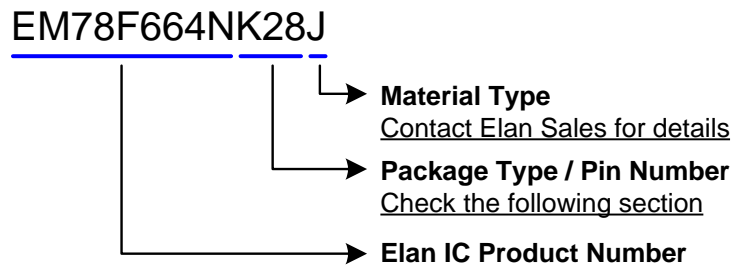 EM78F664NK28J
Material Type
Contact Elan Sales for details
Package Type / Pin Number
Check the following section
Elan IC Product Number